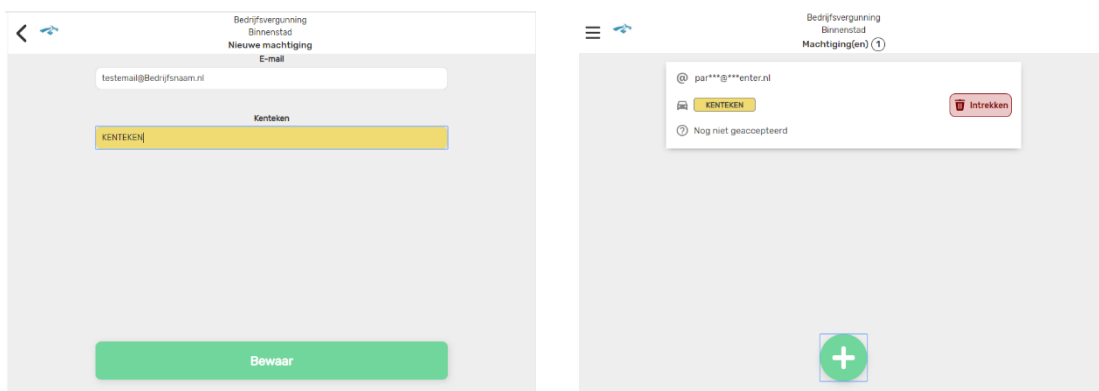 Bedrijfsvergunning
Binnenstad
Nieuwe machtiging
E-mail
testemail@Bedrijfsnaam.nl
Kenteken
KENTEKEN
Bewaar
Bedrijfsvergunning
Binnenstad
Machtiging(en) 1
par***@***enter.nl
KENTEKEN
Intrekken
Nog niet geaccepteerd